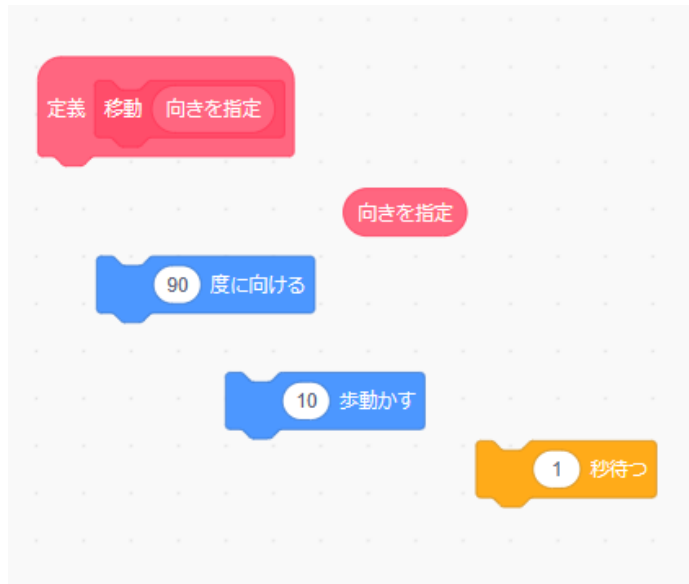 定義 移動 向きを指定
向きを指定
90 度に向ける
10 歩動かす
1 秒待つ